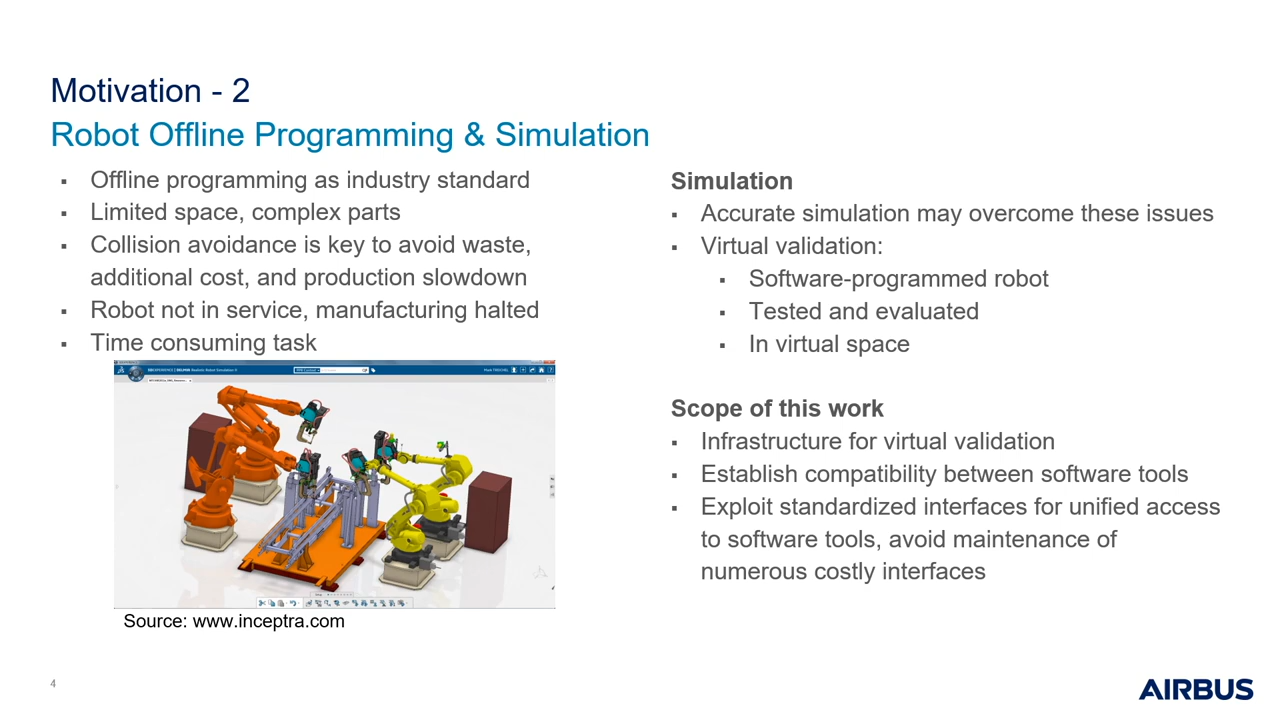 Motivation - 2
Robot Offline Programming & Simulation
▪ Offline programming as industry standard
▪ Limited space, complex parts
▪ Collision avoidance is key to avoid waste,
additional cost, and production slowdown
▪ Robot not in service, manufacturing halted
▪ Time consuming task
Source: www.inceptra.com
Simulation
▪ Accurate simulation may overcome these issues
▪ Virtual validation:
▪ Software-programmed robot
▪ Tested and evaluated
▪ In virtual space
Scope of this work
▪ Infrastructure for virtual validation
▪ Establish compatibility between software tools
▪ Exploit standardized interfaces for unified access
to software tools, avoid maintenance of
numerous costly interfaces
4
AIRBUS